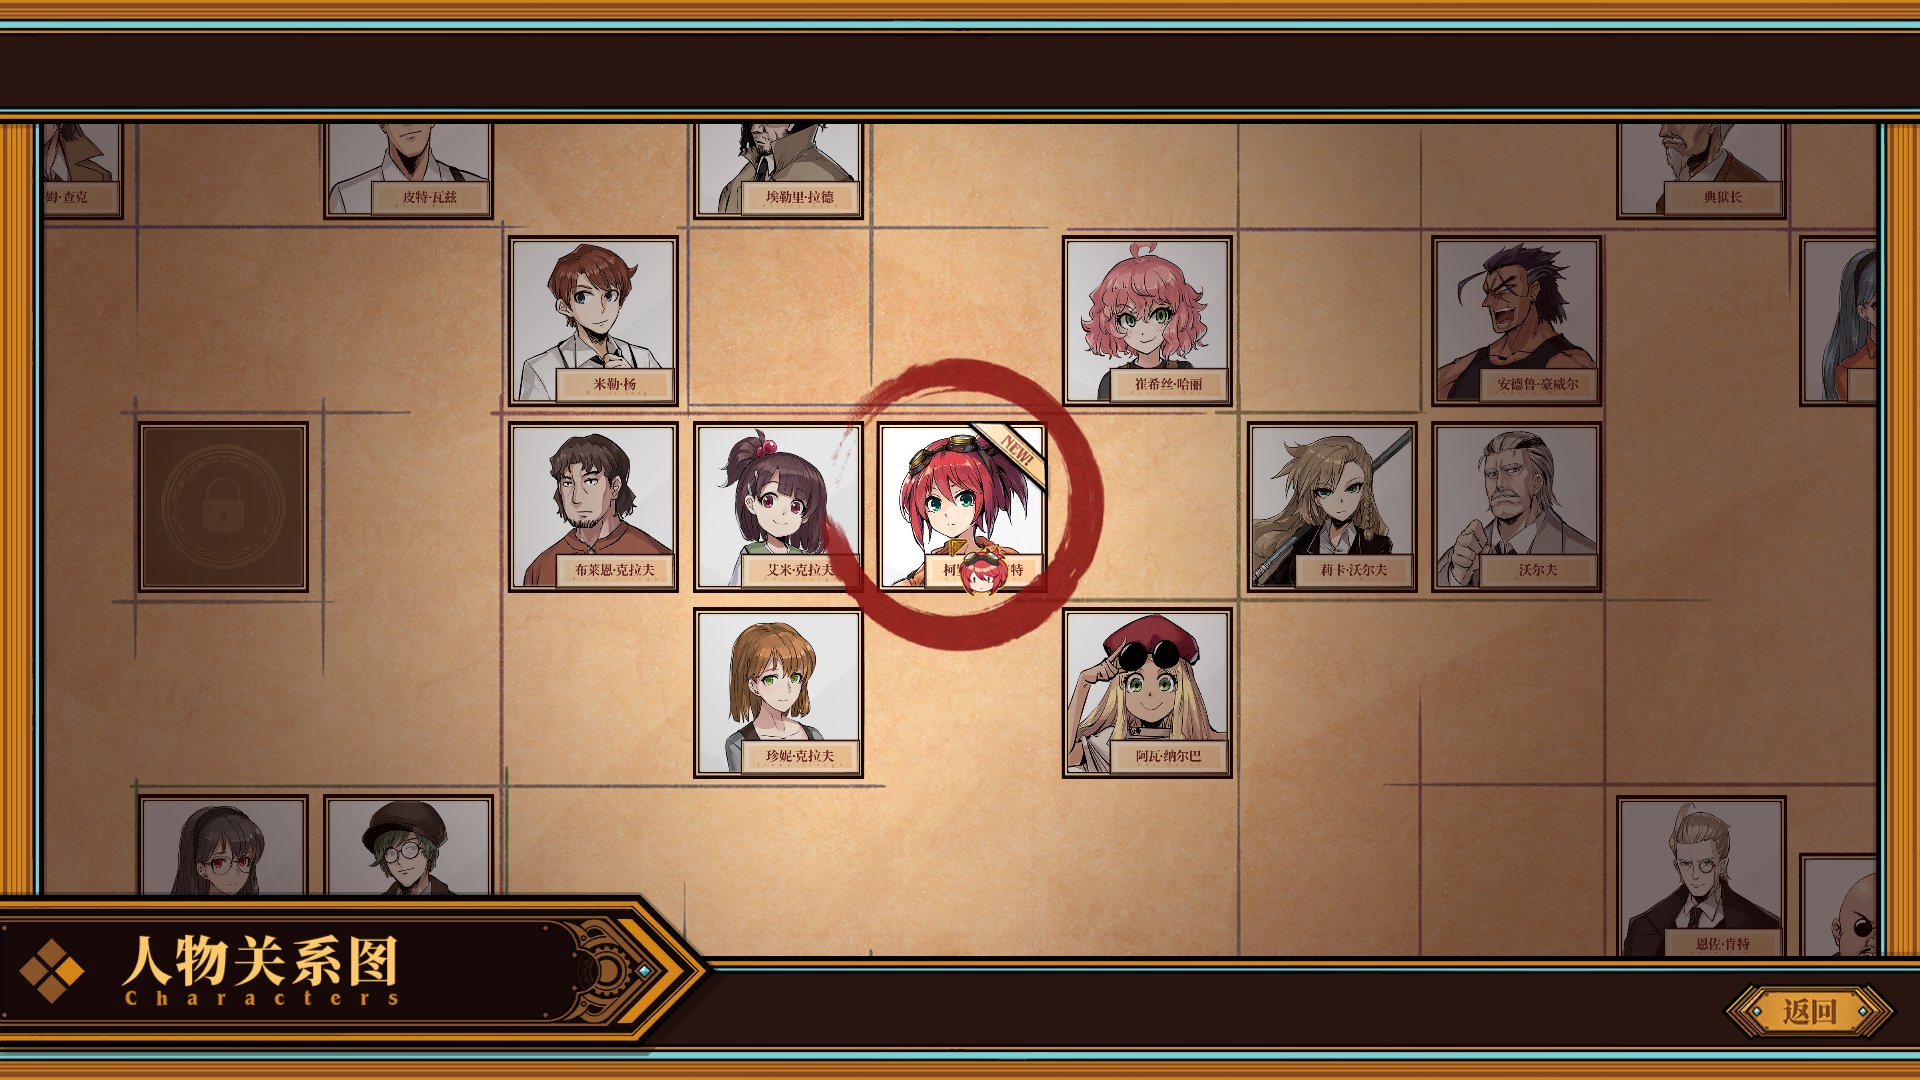 姆·查克
皮特·瓦兹
埃勒里·拉德
典狱长
米勒·杨
崔希丝·哈丽
安德鲁·豪威尔
NEW!
布莱恩·克拉夫
艾米·克拉夫
柯
特
莉卡·沃尔夫
沃尔夫
珍妮·克拉夫
阿瓦·纳尔巴
恩佐·肯特
人物关系图
Characters
返回